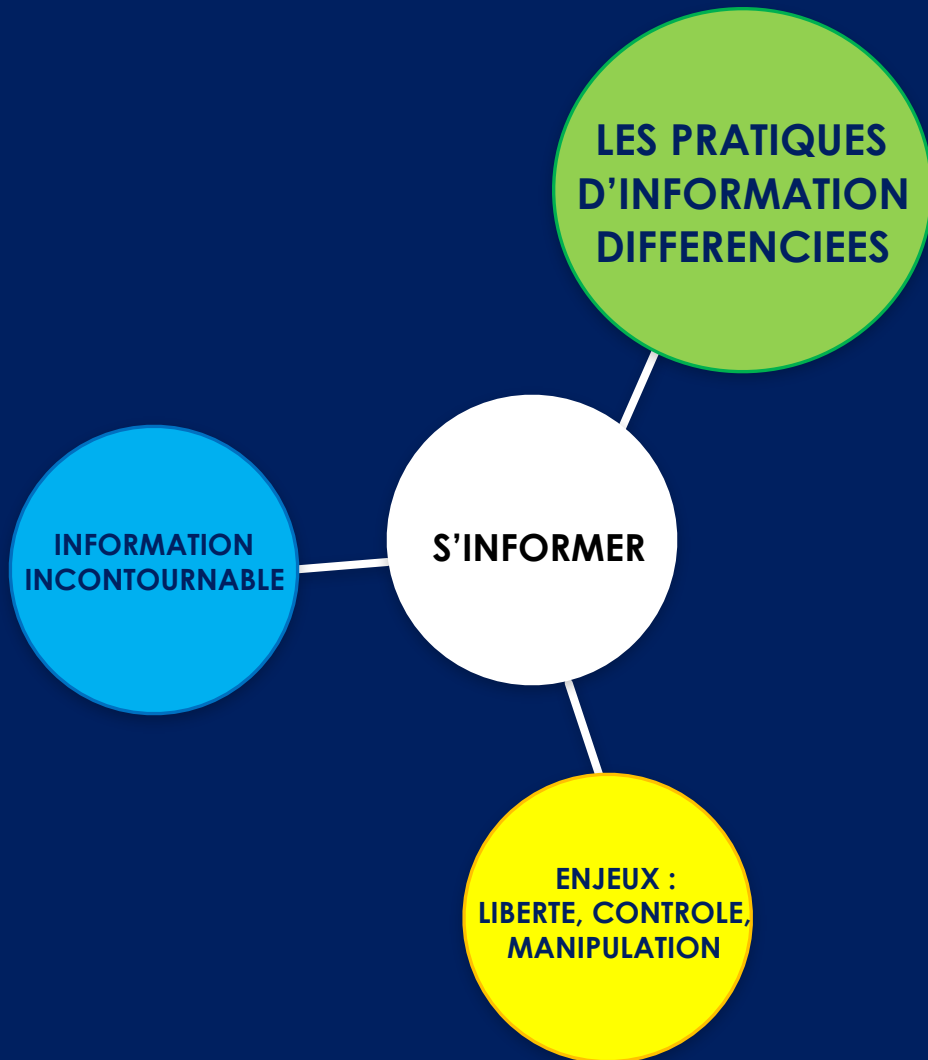 LES PRATIQUES
D’INFORMATION
DIFFERENCIEES
INFORMATION
INCONTOURNABLE
S’INFORMER
ENJEUX :
LIBERTE, CONTROLE,
MANIPULATION